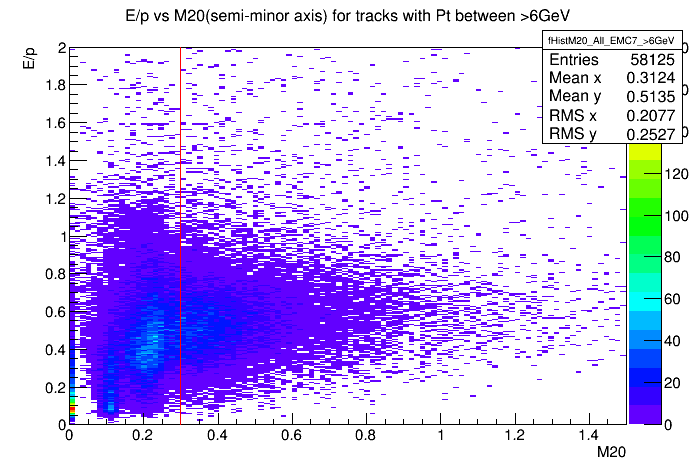 E/p vs M20(semi-minor axis) for tracks with Pt between >6GeV
fHistM20_All_EMC7_>6GeV
Entries 58125
Mean x 0.3124
Mean y 0.5135
RMS x 0.2077
RMS y 0.2527
E/p
2
1.8
1.6
1.4
1.2
1
0.8
0.6
0.4
0.2
0
0 0.2 0.4 0.6 0.8 1 1.2 1.4
M20
120
100
80
60
40
20
0